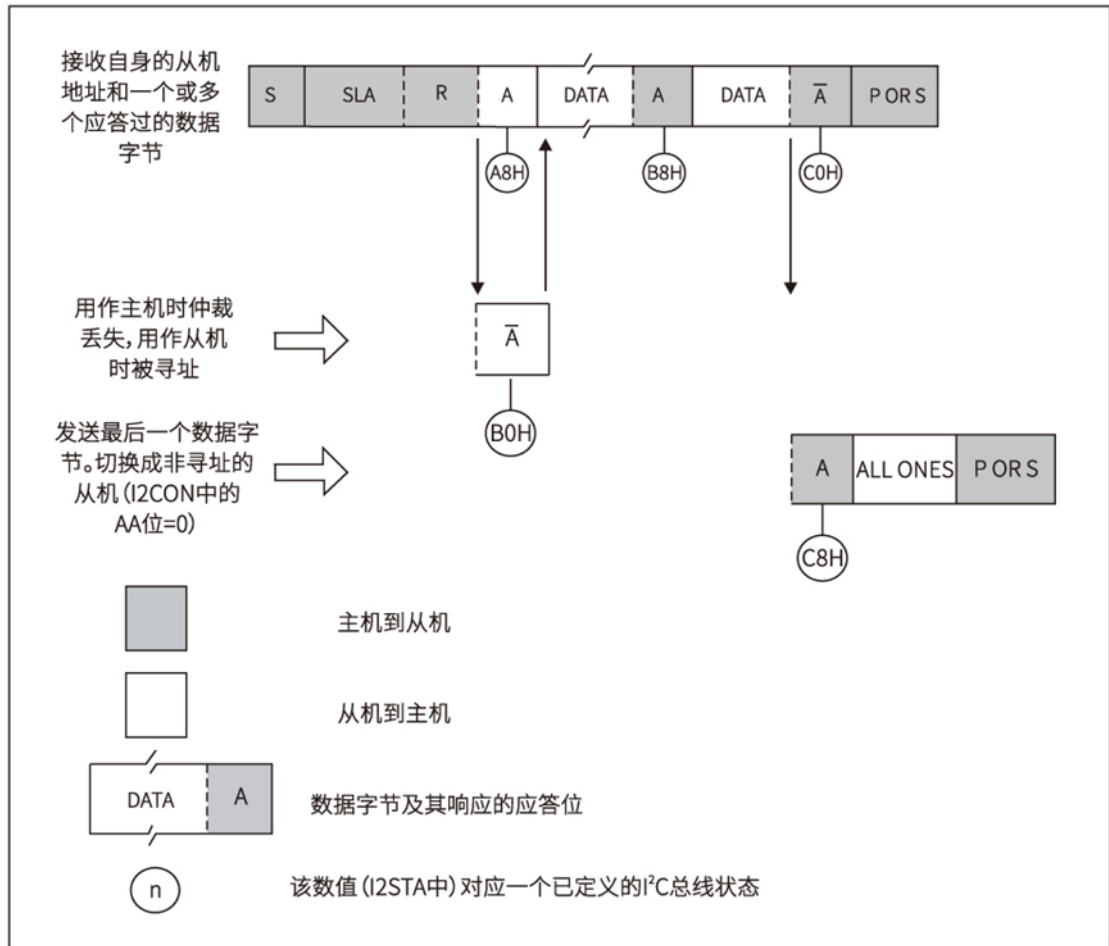 接收自身的从机
地址和一个或多
个应答过的数据
字节
S SLA R A DATA A DATA A̅ P OR S
A8H B8H C0H
用作主机时仲裁
丢失,用作从机
时被寻址
A̅
B0H
发送最后一个数据字
节。切换成非寻址的
从机(I2CON中的
AA位=0)
A ALL ONES P OR S
C8H
主机到从机
从机到主机
DATA A 数据字节及其响应的应答位
n 该数值(I2STA中)对应一个已定义的I²C总线状态